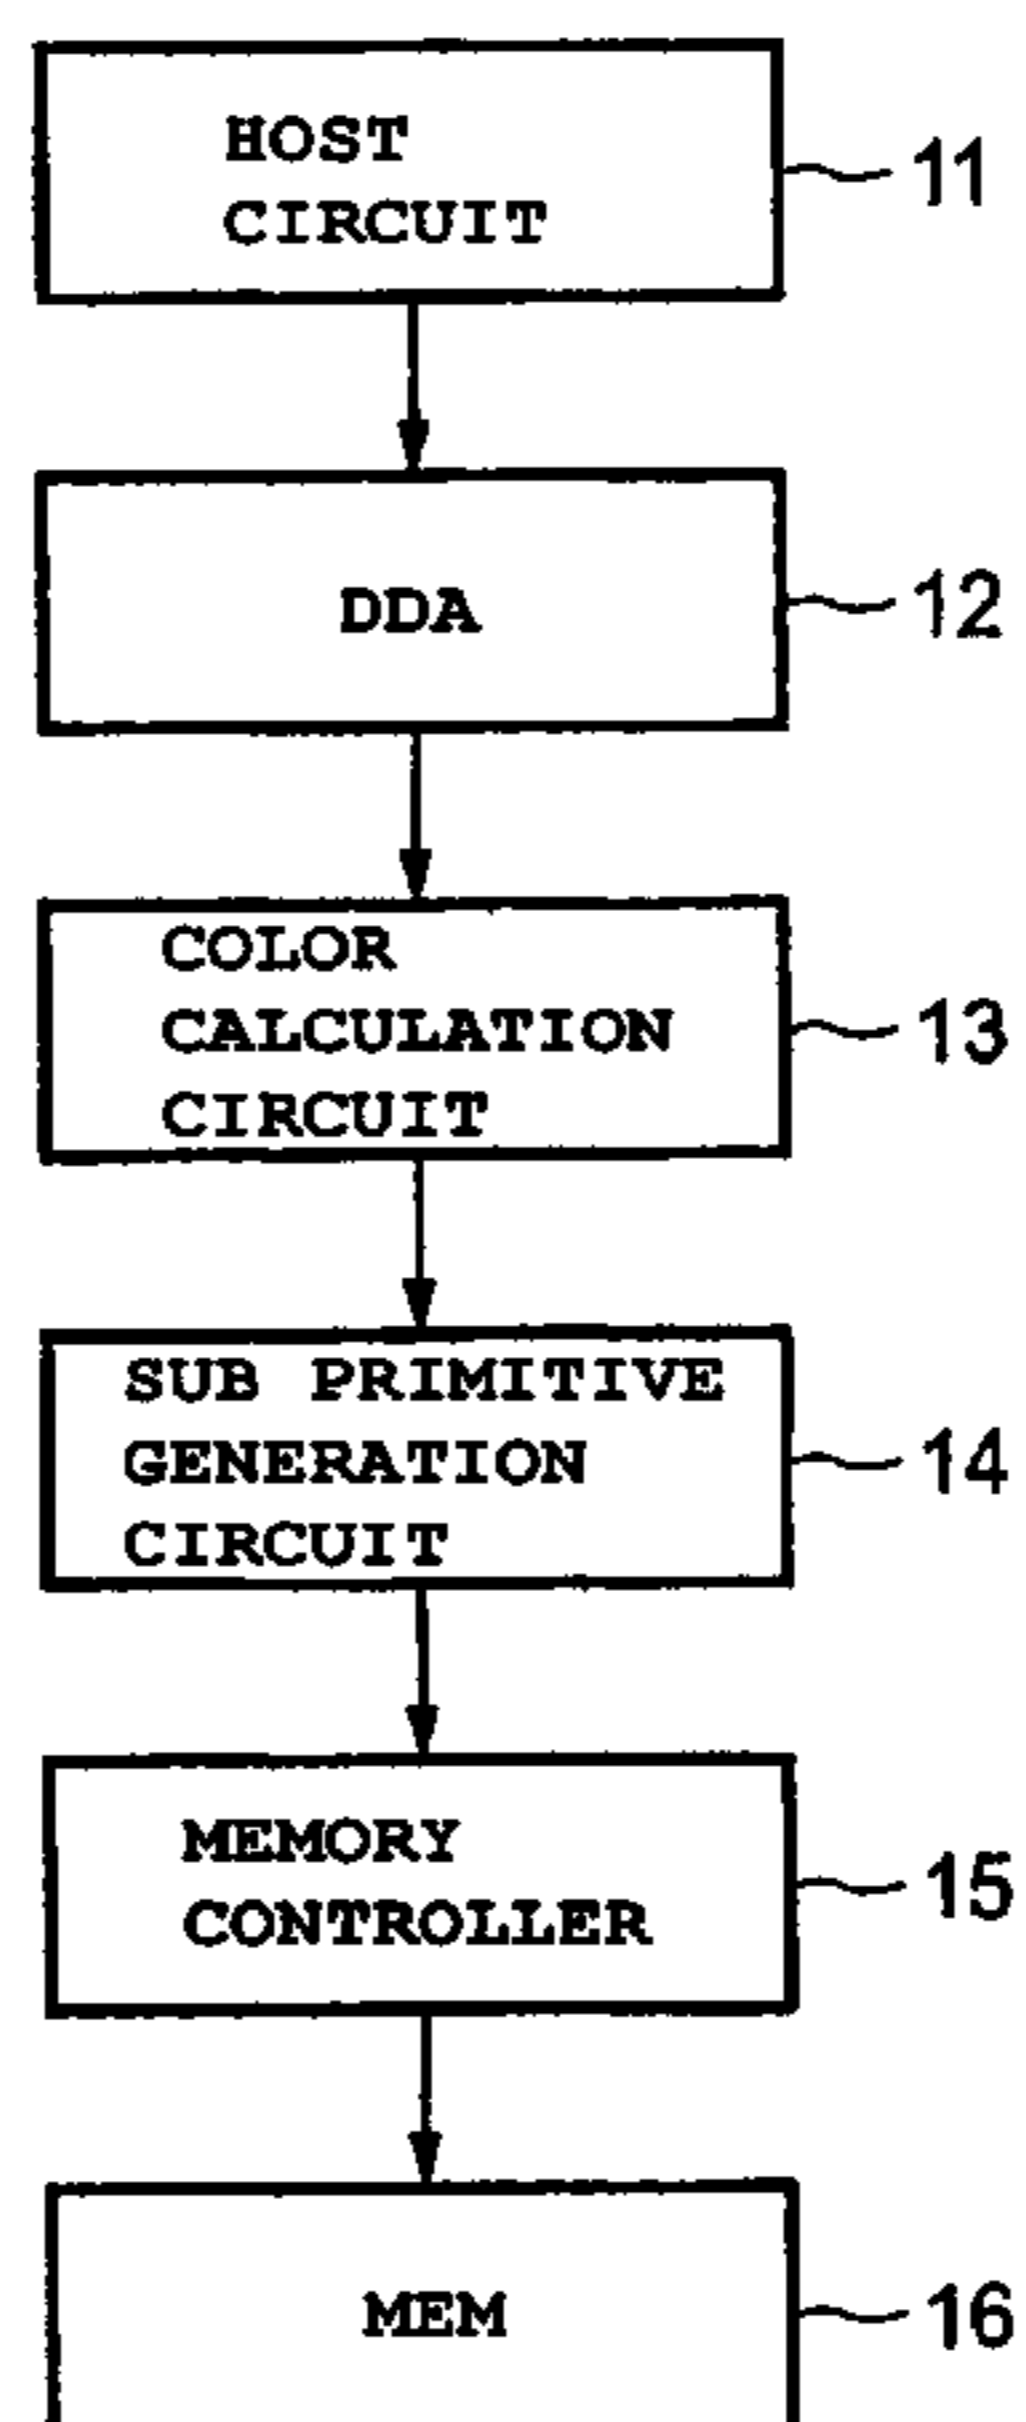 HOST
CIRCUIT
11
DDA
12
COLOR
CALCULATION
CIRCUIT
13
SUB PRIMITIVE
GENERATION
CIRCUIT
14
MEMORY
CONTROLLER
15
MEM
16